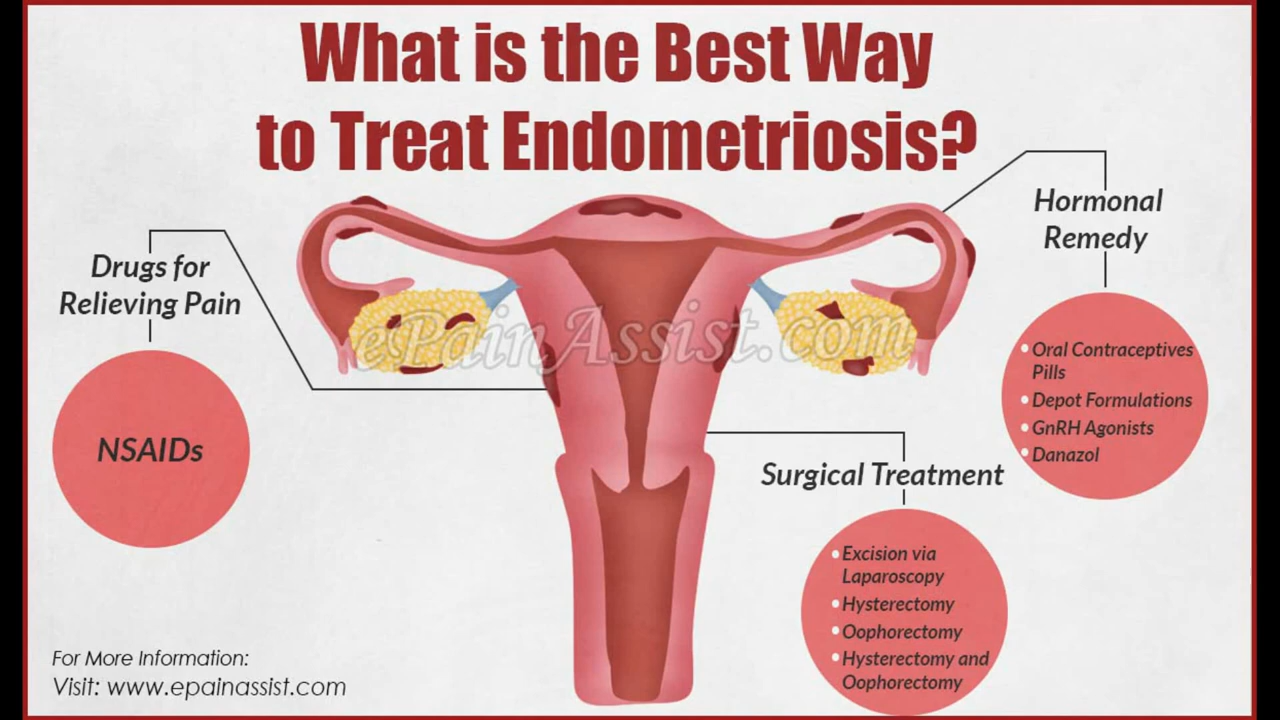 What is the Best Way
to Treat Endometriosis?
Drugs for
Relieving Pain
NSAIDs
ePainAssist.com
Hormonal
Remedy
Oral Contraceptives
Pills
Depot Formulations
GnRH Agonists
Danazol
Surgical Treatment
Excision via
Laparoscopy
Hysterectomy
Oophorectomy
Hysterectomy and
Oophorectomy
For More Information:
Visit: www.epainassist.com